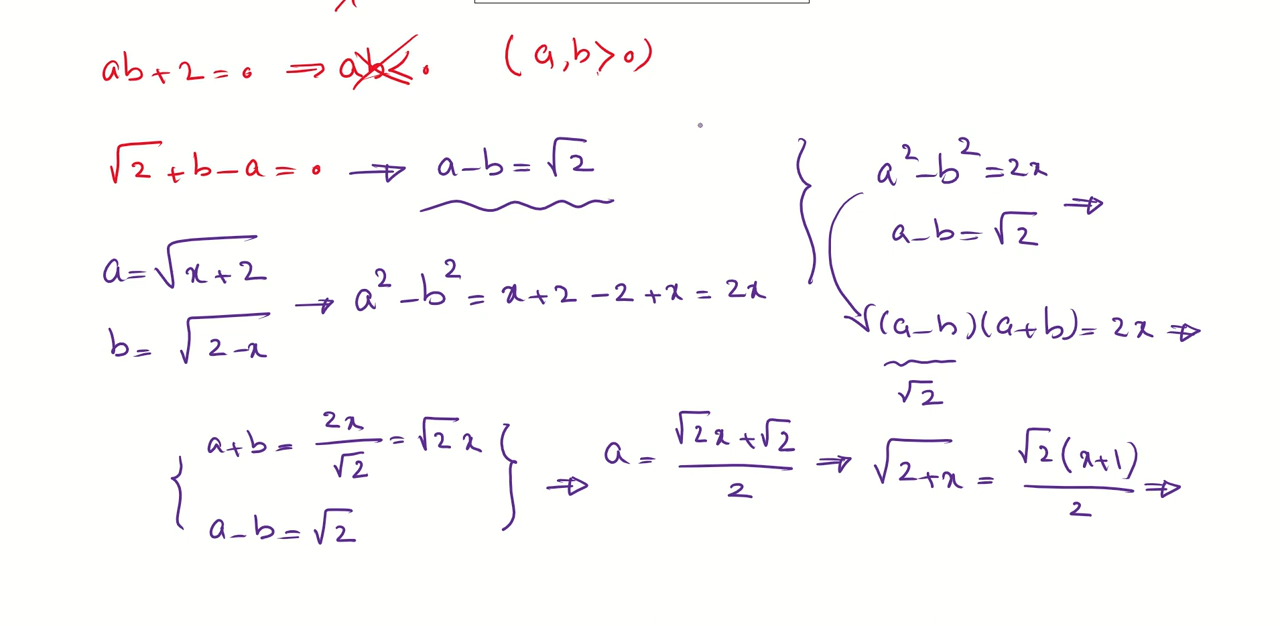 ab + 2 = 0 ⇒ ab < 0 (a, b > 0)
√2 + b − a = 0 → a − b = √2
a = √(x + 2)
b = √(2 − x)
→ a² − b² = x + 2 − 2 + x = 2x
a² − b² = 2x
a − b = √2 ⇒
(a − b)(a + b) = 2x ⇒
√2
a + b = 2x/√2 = √2 x
a − b = √2
⇒ a = (√2 x + √2)/2 ⇒ √(2 + x) = √2 (x + 1)/2 ⇒